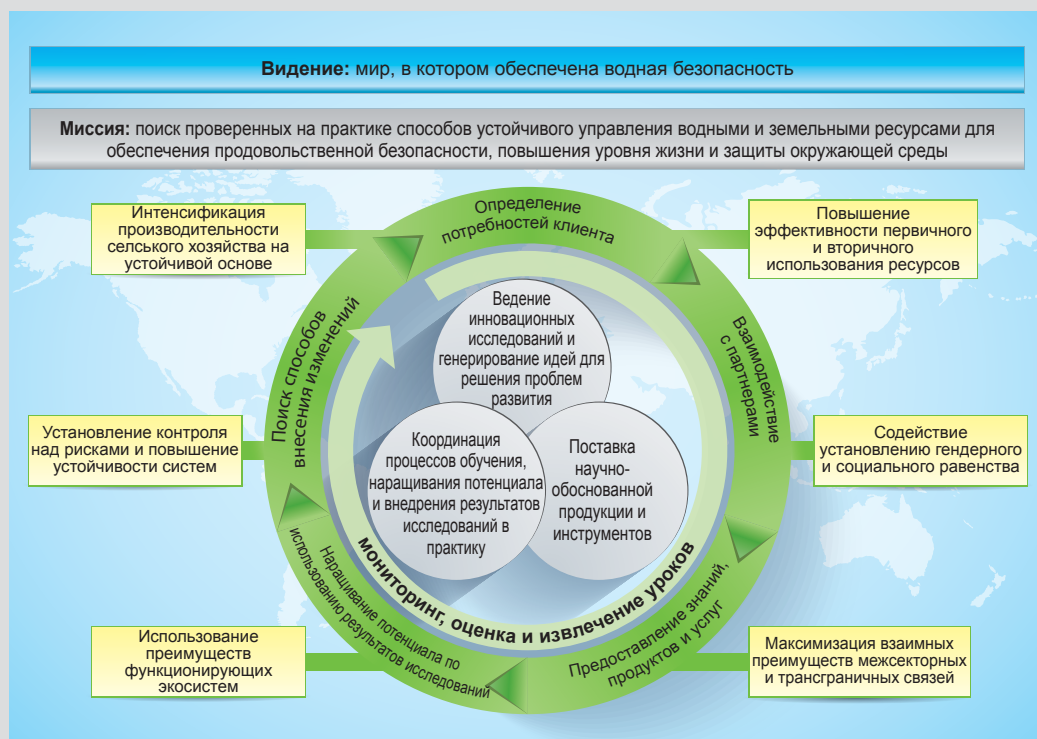 Видение: мир, в котором обеспечена водная безопасность
Миссия: поиск проверенных на практике способов устойчивого управления водными и земельными ресурсами для
обеспечения продовольственной безопасности, повышения уровня жизни и защиты окружающей среды
Интенсификация
производительности
селського хозяйства на
устойчивой основе
Определение
потребностей клиента
Повышение
эффективности первичного
и вторичного
использования ресурсов
Поиск способов
внесения изменений
Ведение
инновационных
исследований и
генерирование идей для
решения проблем
развития
Взаимодействие
с партнерами
Установление контроля
над рисками и повышение
устойчивости систем
Координация
процессов обучения,
наращивания потенциала
и внедрения результатов
исследований в
практику
Поставка
научно-
обоснованной
продукции и
инструментов
Содействие
установлению гендерного
и социального равенства
мониторинг, оценка и извлечение уроков
Наращивание потенциала по
использованию результатов исследований
Предоставление знаний,
продуктов и услуг
Использование
преимуществ
функционирующих
экосистем
Максимизация взаимных
преимуществ межсекторных
и трансграничных связей